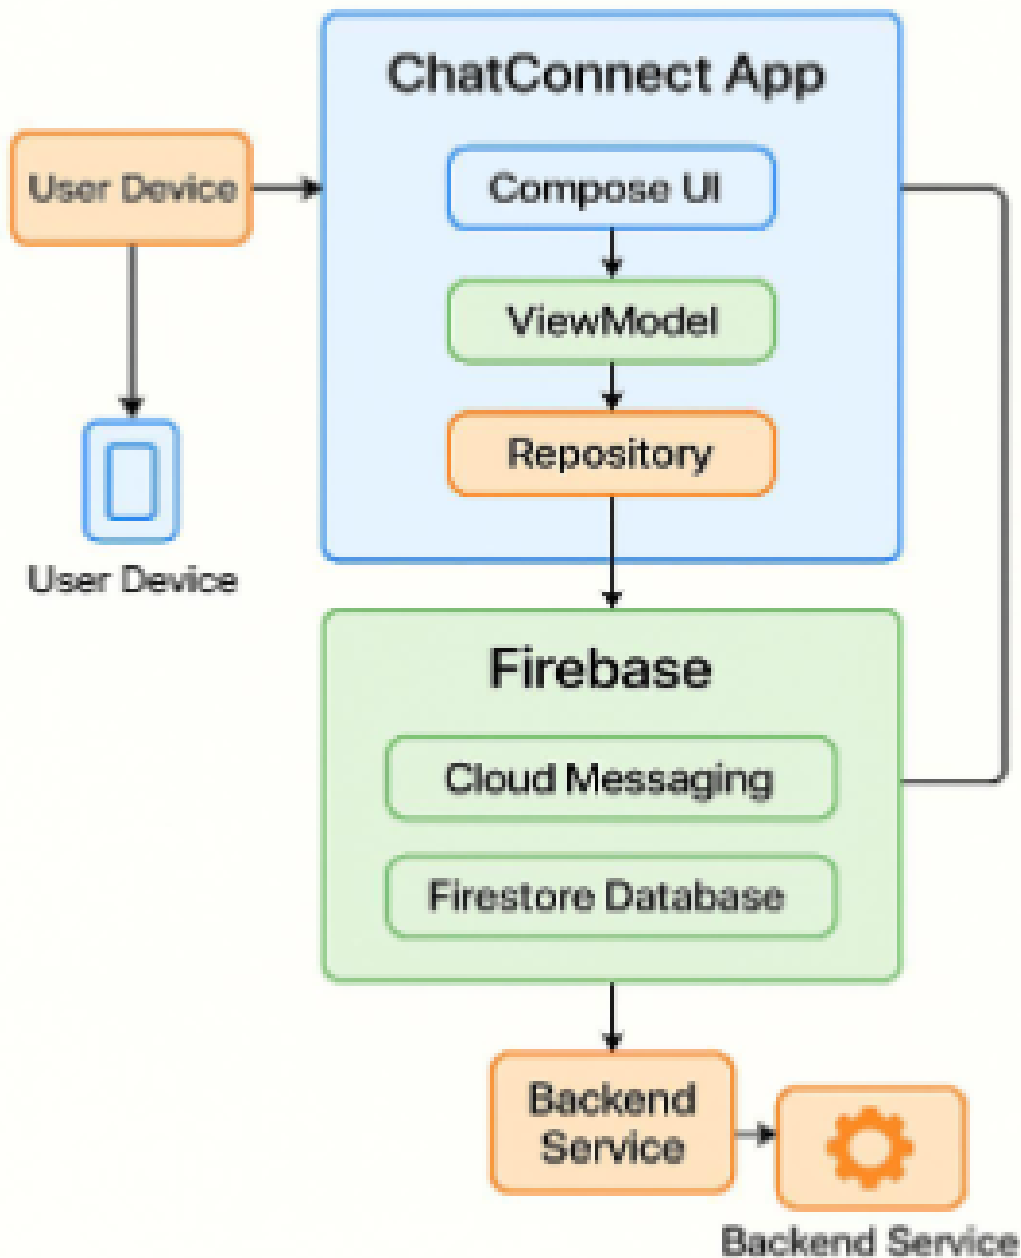 ChatConnect App
User Device
Compose UI
ViewModel
Repository
User Device
Firebase
Cloud Messaging
Firestore Database
Backend
Service
Backend Service